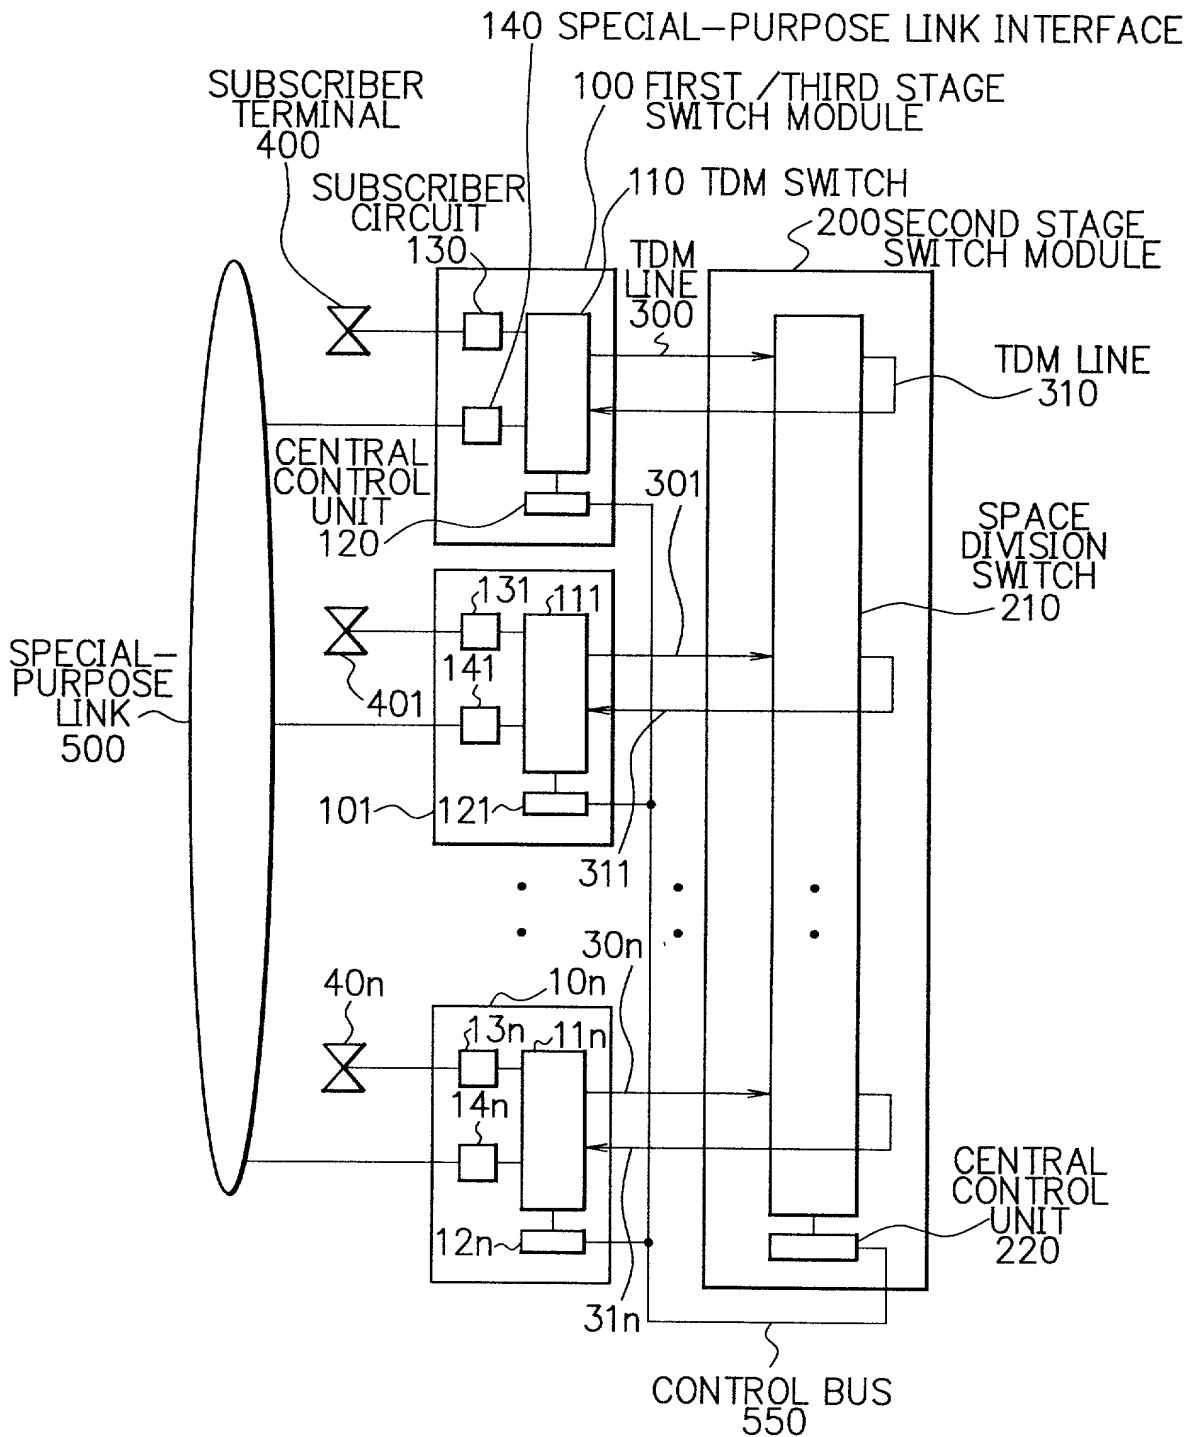 140 SPECIAL-PURPOSE LINK INTERFACE
SUBSCRIBER
TERMINAL
400
100 FIRST /THIRD STAGE
SWITCH MODULE
SUBSCRIBER
CIRCUIT
130
110 TDM SWITCH
200 SECOND STAGE
SWITCH MODULE
TDM
LINE
300
TDM LINE
310
CENTRAL
CONTROL
UNIT
120
301
SPACE
DIVISION
SWITCH
210
131
111
141
401
SPECIAL-
PURPOSE
LINK
500
101
121
311
30n
40n
10n
13n
11n
14n
12n
31n
CENTRAL
CONTROL
UNIT
220
CONTROL BUS
550